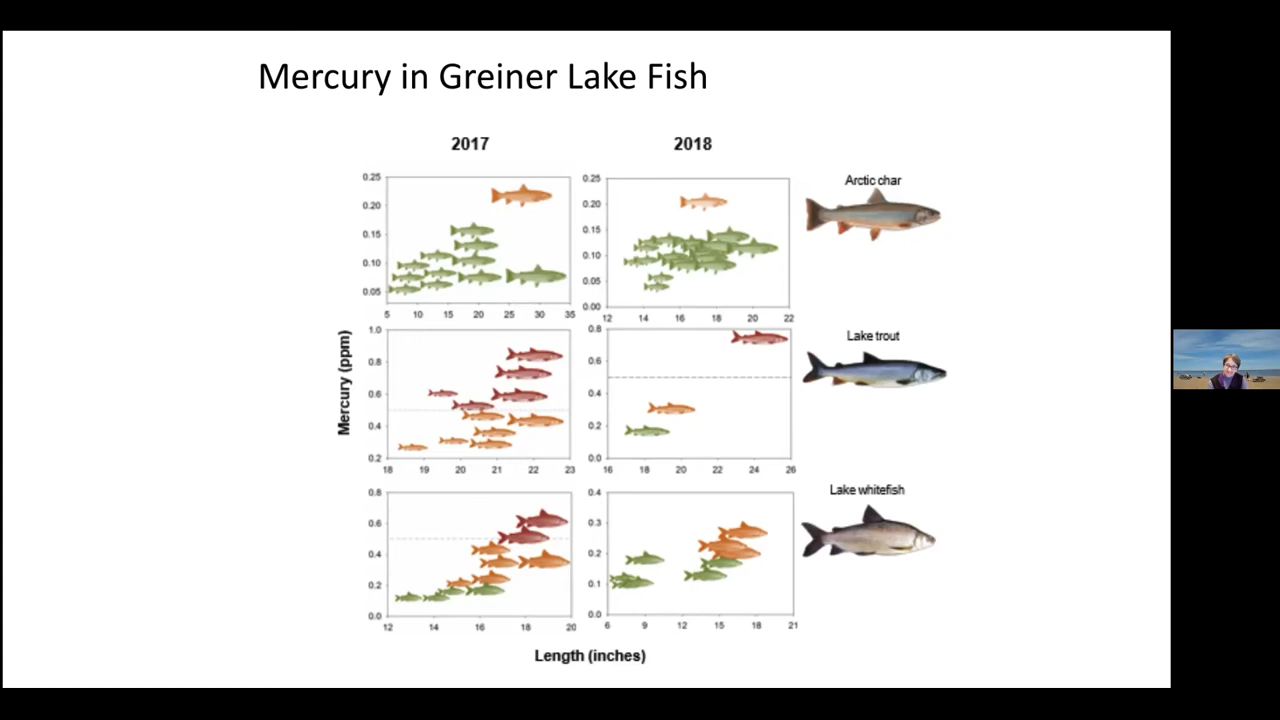 Mercury in Greiner Lake Fish
2017
2018
Arctic char
0.25
0.20
0.15
0.10
0.05
5 10 15 20 25 30 35
0.25
0.20
0.15
0.10
0.05
0.00
12 14 16 18 20 22
Mercury (ppm)
Lake trout
1.0
0.8
0.6
0.4
0.2
18 19 20 21 22 23
0.8
0.6
0.4
0.2
0.0
16 18 20 22 24 26
Lake whitefish
0.8
0.6
0.4
0.2
0.0
12 14 16 18 20
0.4
0.3
0.2
0.1
0.0
6 9 12 15 18 21
Length (inches)